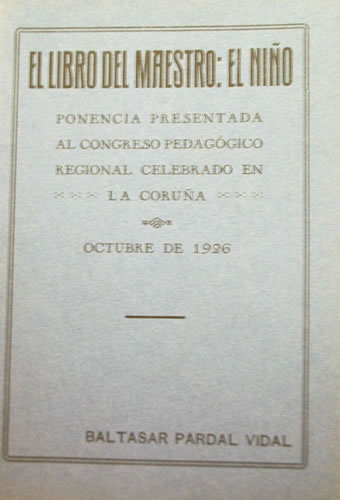 EL LIBRO DEL MAESTRO: EL NIÑO
PONENCIA PRESENTADA
AL CONGRESO PEDAGÓGICO
REGIONAL CELEBRADO EN
LA CORUÑA
OCTUBRE DE 1926
BALTASAR PARDAL VIDAL